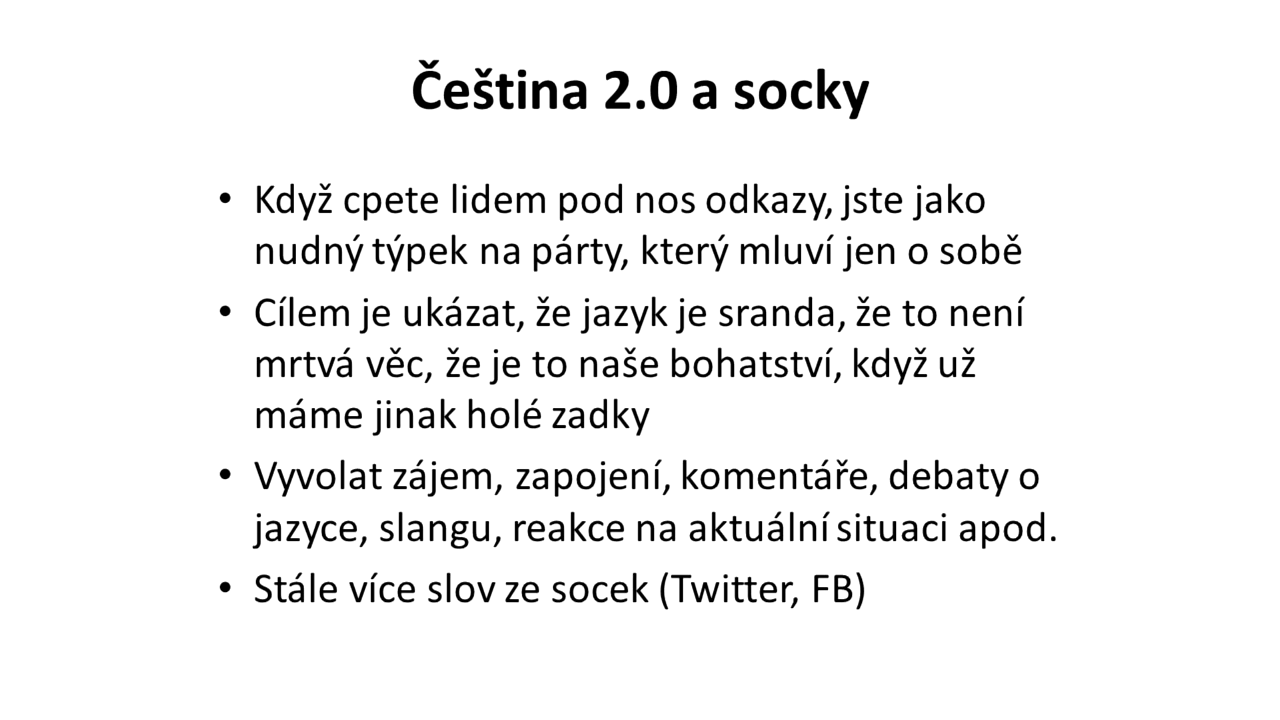 Čeština 2.0 a socky
• Když cpete lidem pod nos odkazy, jste jako
nudný týpek na párty, který mluví jen o sobě
• Cílem je ukázat, že jazyk je sranda, že to není
mrtvá věc, že je to naše bohatství, když už
máme jinak holé zadky
• Vyvolat zájem, zapojení, komentáře, debaty o
jazyce, slangu, reakce na aktuální situaci apod.
• Stále více slov ze socek (Twitter, FB)